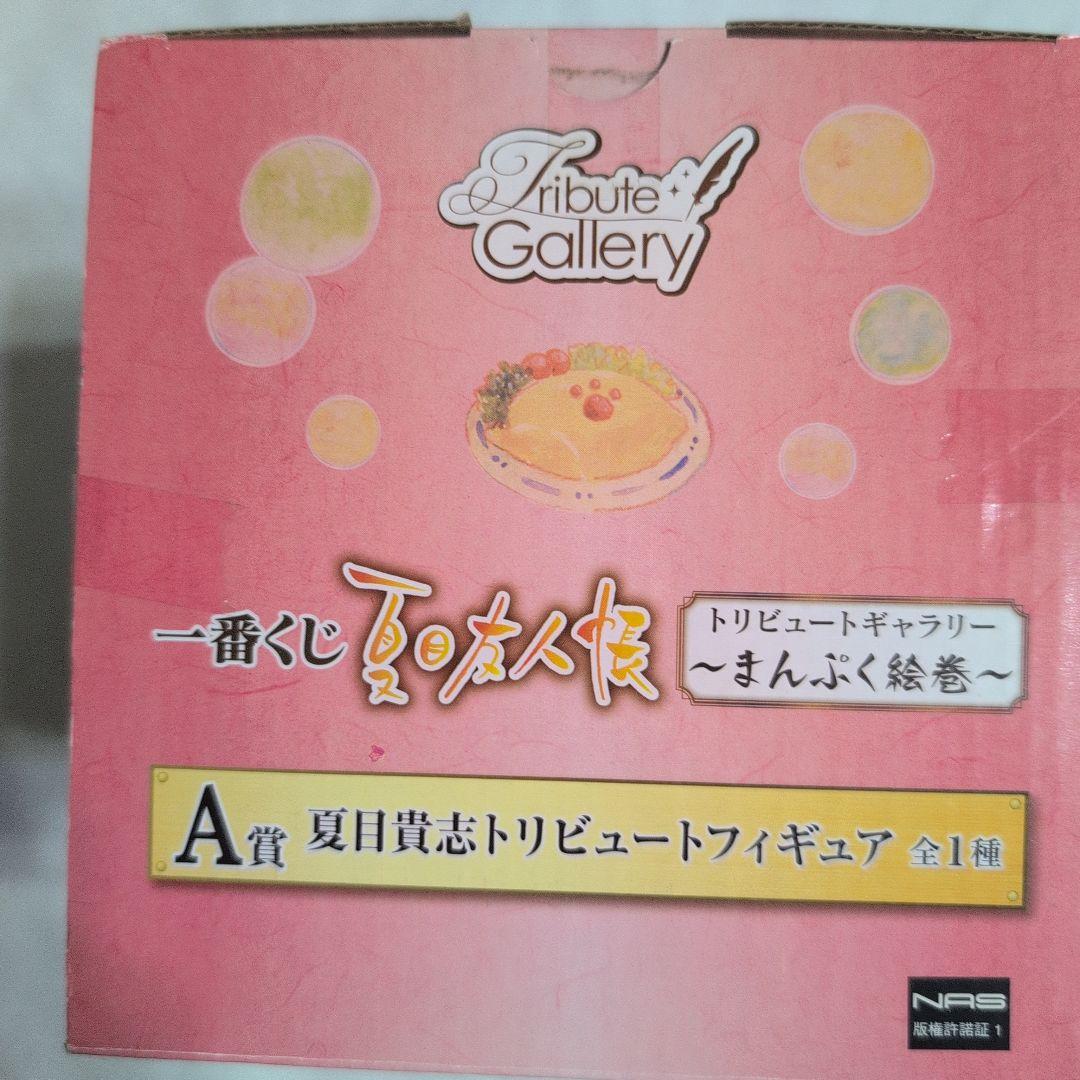 Tribute
Gallery
一番くじ 夏目友人帳
トリビュートギャラリー
～まんぷく絵巻～
A賞 夏目貴志トリビュートフィギュア 全1種
NAS
版権許諾証 1